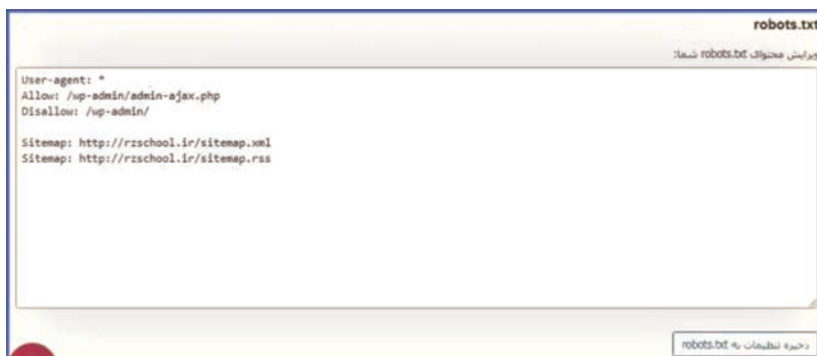 robots.txt
ویرایش محتوای robots.txt شما:
User-agent: *
Allow: /wp-admin/admin-ajax.php
Disallow: /wp-admin/
Sitemap: http://rzschool.ir/sitemap.xml
Sitemap: http://rzschool.ir/sitemap.rss
ذخیره تنظیمات به robots.txt